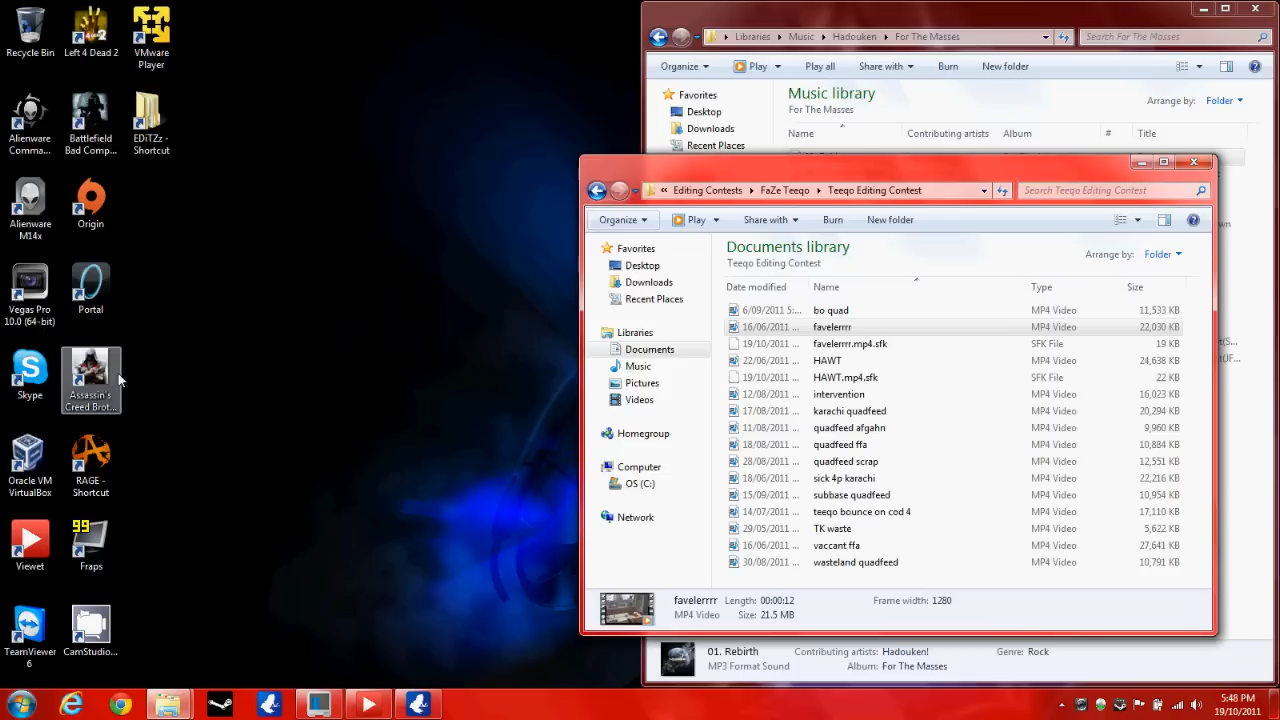 Recycle Bin
Left 4 Dead 2
VMware
Player
Alienware
Comma...
Battlefield
Bad Comp...
EDiTZz -
Shortcut
Alienware
M14x
Origin
Vegas Pro
10.0 (64-bit)
Portal
Skype
Assassin's
Creed Brot...
Oracle VM
VirtualBox
RAGE -
Shortcut
Viewet
99
Fraps
TeamViewer
6
CamStudio...
Libraries
Music
Hadouken
For The Masses
Search For The Masses
Organize
Play
Play all
Share with
Burn
New folder
Favorites
Desktop
Downloads
Recent Places
Music library
For The Masses
Arrange by: Folder
Name
Contributing artists
Album
#
Title
« Editing Contests
FaZe Teeqo
Teeqo Editing Contest
Search Teeqo Editing Contest
Organize
Play
Share with
Burn
New folder
Favorites
Desktop
Downloads
Recent Places
Libraries
Documents
Music
Pictures
Videos
Homegroup
Computer
OS (C:)
Network
Documents library
Teeqo Editing Contest
Arrange by: Folder
Date modified Name Type Size
6/09/2011 5:... bo quad MP4 Video 11,533 KB
16/06/2011 ... favelerrrr MP4 Video 22,030 KB
19/10/2011 ... favelerrrr.mp4.sfk SFK File 19 KB
22/06/2011 ... HAWT MP4 Video 24,638 KB
19/10/2011 ... HAWT.mp4.sfk SFK File 22 KB
12/08/2011 ... intervention MP4 Video 16,023 KB
17/08/2011 ... karachi quadfeed MP4 Video 20,294 KB
11/08/2011 ... quadfeed afgahn MP4 Video 9,960 KB
18/08/2011 ... quadfeed ffa MP4 Video 10,884 KB
28/08/2011 ... quadfeed scrap MP4 Video 12,551 KB
18/06/2011 ... sick 4p karachi MP4 Video 22,216 KB
15/09/2011 ... subbase quadfeed MP4 Video 10,954 KB
14/07/2011 ... teeqo bounce on cod 4 MP4 Video 17,110 KB
29/05/2011 ... TK waste MP4 Video 5,622 KB
16/06/2011 ... vaccant ffa MP4 Video 27,641 KB
30/08/2011 ... wasteland quadfeed MP4 Video 10,791 KB
favelerrrr Length: 00:00:12 Frame width: 1280
MP4 Video Size: 21.5 MB
01. Rebirth Contributing artists: Hadouken! Genre: Rock
MP3 Format Sound Album: For The Masses
5:48 PM
19/10/2011